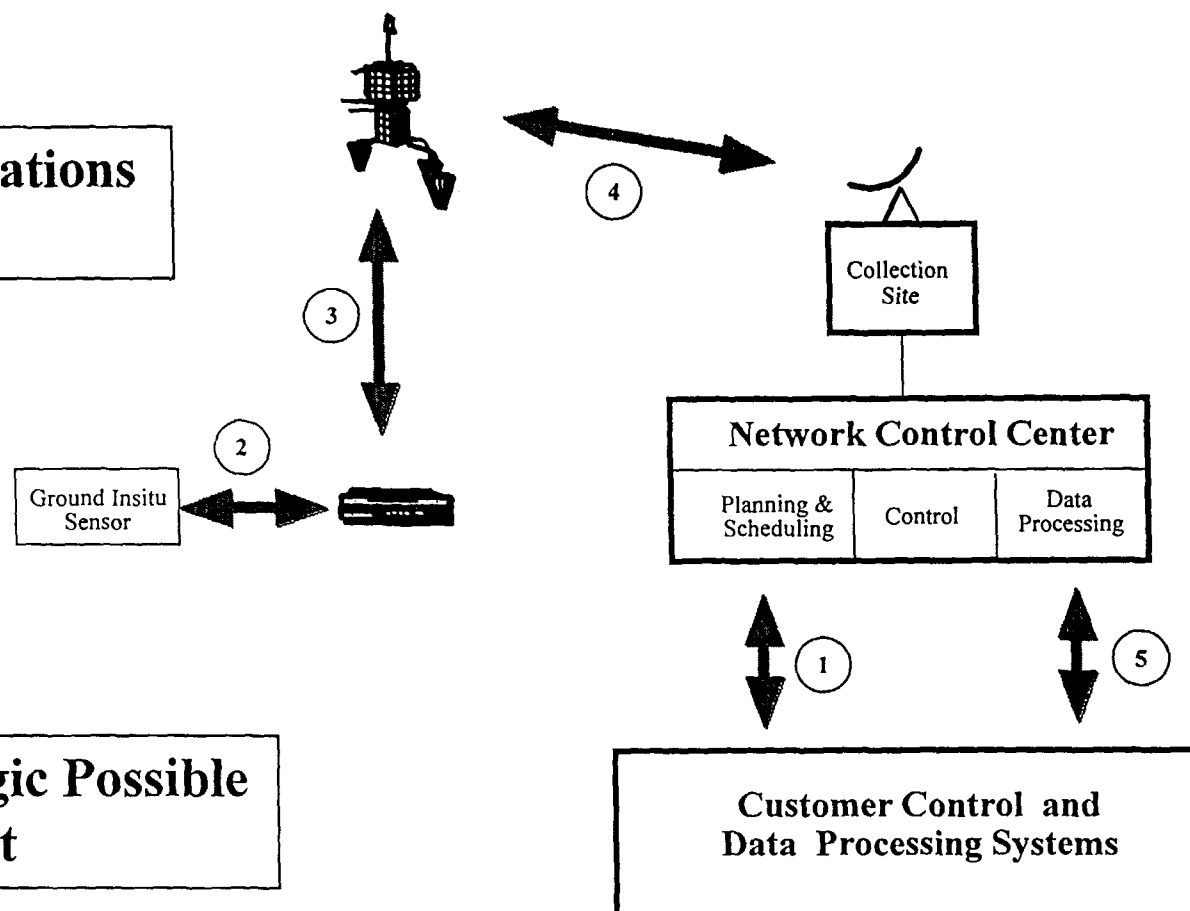 ations
4
Collection
Site
3
Network Control Center
2
Ground Insitu
Sensor
Planning &
Scheduling
Control
Data
Processing
1
5
gic Possible
t
Customer Control and
Data Processing Systems